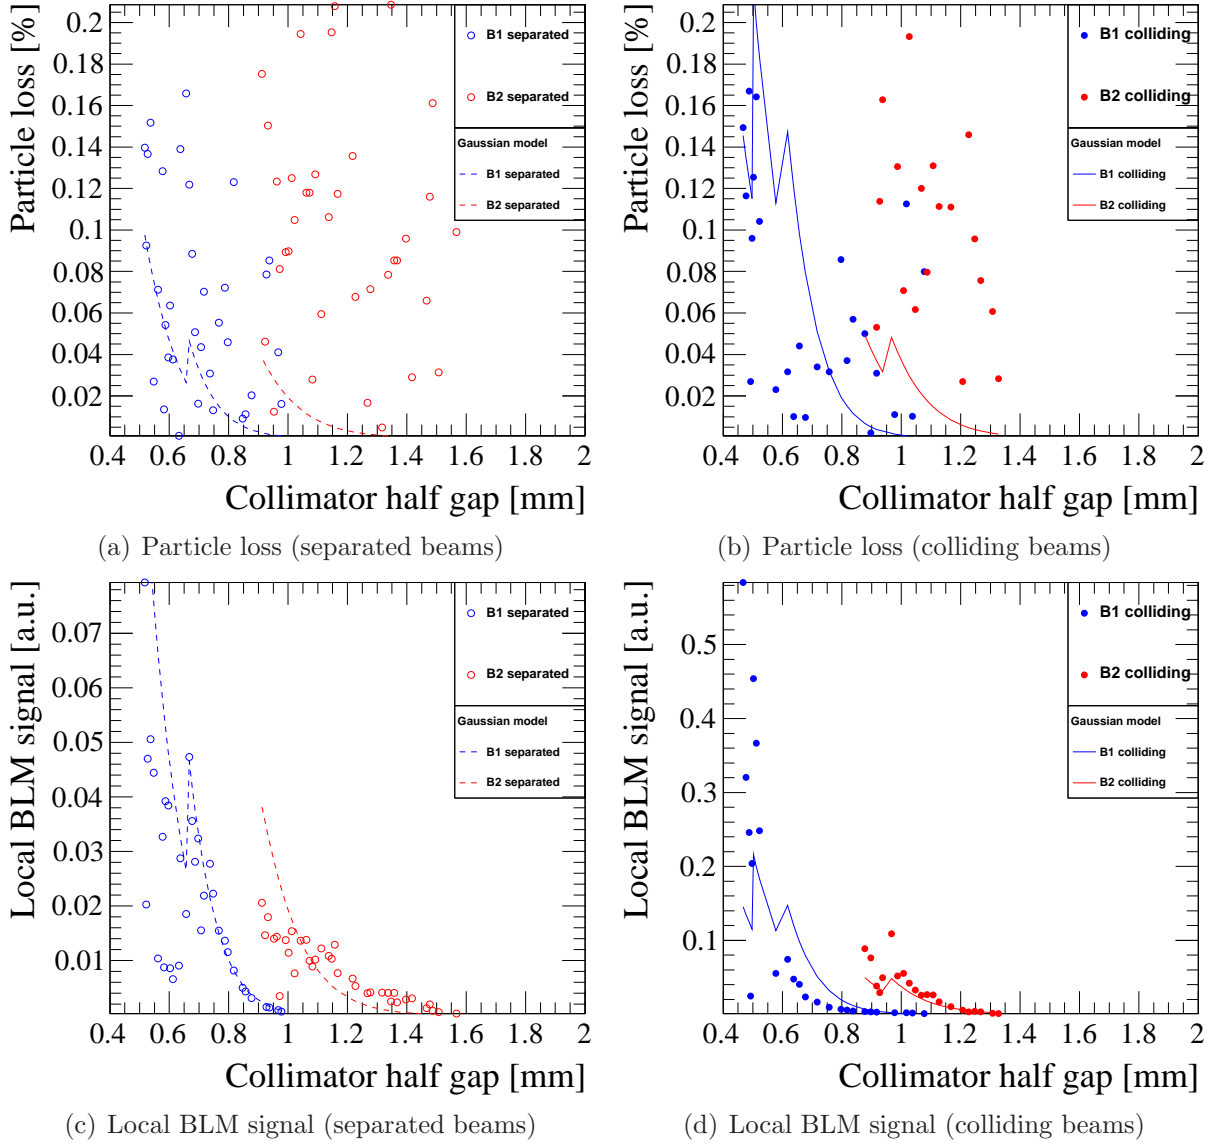 Particle loss [%]
0.2
0.18
0.16
0.14
0.12
0.1
0.08
0.06
0.04
0.02
0.4 0.6 0.8 1 1.2 1.4 1.6 1.8 2
Collimator half gap [mm]
B1 separated
B2 separated
Gaussian model
B1 separated
B2 separated
(a) Particle loss (separated beams)
Particle loss [%]
0.2
0.18
0.16
0.14
0.12
0.1
0.08
0.06
0.04
0.02
0.4 0.6 0.8 1 1.2 1.4 1.6 1.8 2
Collimator half gap [mm]
B1 colliding
B2 colliding
Gaussian model
B1 colliding
B2 colliding
(b) Particle loss (colliding beams)
Local BLM signal [a.u.]
0.07
0.06
0.05
0.04
0.03
0.02
0.01
0.4 0.6 0.8 1 1.2 1.4 1.6 1.8 2
Collimator half gap [mm]
B1 separated
B2 separated
Gaussian model
B1 separated
B2 separated
(c) Local BLM signal (separated beams)
Local BLM signal [a.u.]
0.5
0.4
0.3
0.2
0.1
0.4 0.6 0.8 1 1.2 1.4 1.6 1.8 2
Collimator half gap [mm]
B1 colliding
B2 colliding
Gaussian model
B1 colliding
B2 colliding
(d) Local BLM signal (colliding beams)